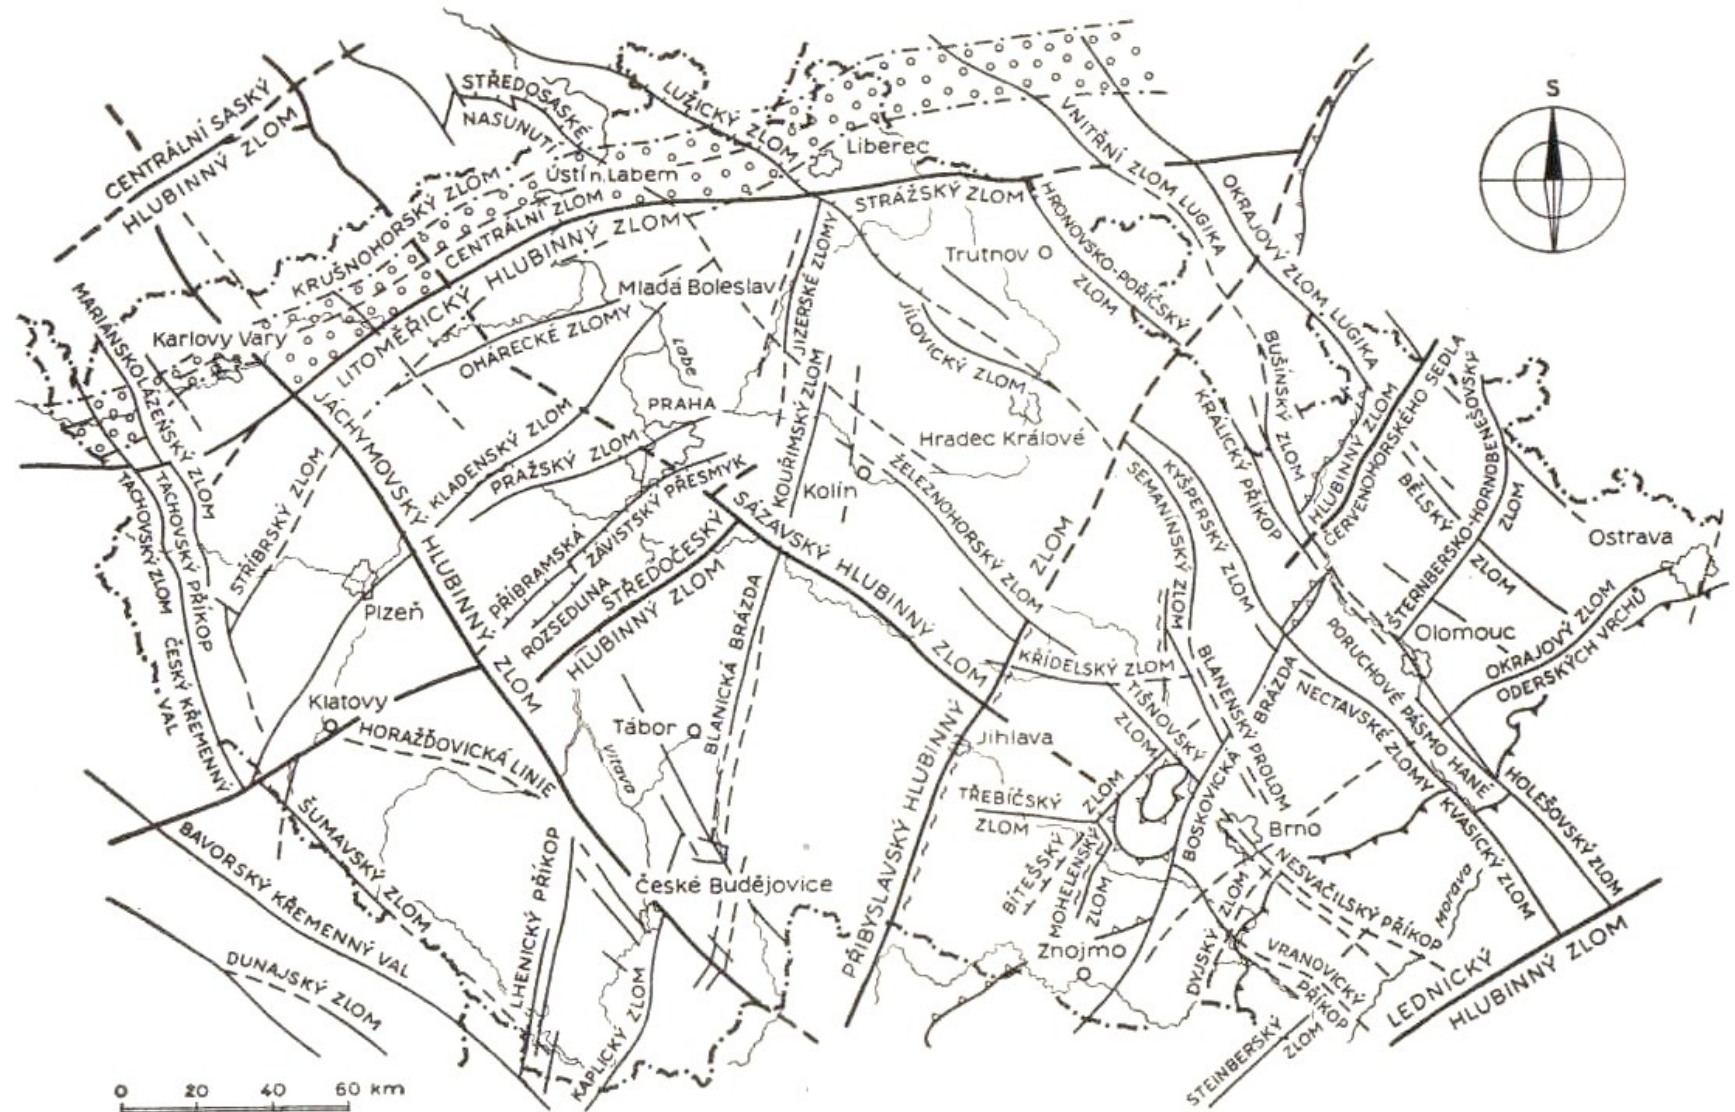 S
CENTRÁLNÍ SASKÝ
HLUBINNÝ ZLOM
STŘEDOSASKÉ
NASUNUTÍ
LUŽICKÝ ZLOM
Liberec
VNITŘNÍ ZLOM LUGIKA
OKRAJOVÝ ZLOM LUGIKA
Ústí n. Labem
KRUŠNOHORSKÝ ZLOM
CENTRÁLNÍ ZLOM
LITOMĚŘICKÝ HLUBINNÝ ZLOM
STRÁŽSKÝ ZLOM
HRONOVSKO-POŘÍČSKÝ
ZLOM
Trutnov
MARIÁNSKOLÁZEŇSKÝ ZLOM
Karlovy Vary
Mladá Boleslav
OHÁRECKÉ ZLOMY
Labe
JIZERSKÉ ZLOMY
JÍLOVICKÝ ZLOM
BUŠÍNSKÝ ZLOM
HLUBINNÝ ZLOM
ČERVENOHORSKÉHO SEDLA
ŠTERNBERSKO-HORNOBENEŠOVSKÝ
ZLOM
JÁCHYMOVSKÝ HLUBINNÝ ZLOM
KLADENSKÝ ZLOM
PRAHA
PRAŽSKÝ ZLOM
KOUŘIMSKÝ ZLOM
Hradec Králové
KRÁLICKÝ PŘÍKOP
BĚLSKÝ
ZLOM
Ostrava
TACHOVSKÝ ZLOM
TACHOVSKÝ PŘÍKOP
STŘÍBRSKÝ ZLOM
ZÁVISTSKÝ PŘESMYK
PŘÍBRAMSKÁ
ROZSEDLINA
STŘEDOČESKÝ
HLUBINNÝ ZLOM
Kolín
ŽELEZNOHORSKÝ ZLOM
SÁZAVSKÝ HLUBINNÝ ZLOM
SEMANÍNSKÝ ZLOM
KYŠPERSKÝ ZLOM
Plzeň
ČESKÝ KŘEMENNÝ
VAL
BLANICKÁ BRÁZDA
PŘIBYSLAVSKÝ HLUBINNÝ
ZLOM
KŘÍDELSKÝ ZLOM
TIŠNOVSKÝ
ZLOM
BLANENSKÝ PROLOM
BOSKOVICKÁ BRÁZDA
NECTAVSKÉ ZLOMY
PORUCHOVÉ PÁSMO HANÉ
Olomouc
OKRAJOVÝ ZLOM
ODERSKÝCH VRCHŮ
Klatovy
HORAŽĎOVICKÁ LINIE
Tábor
Vltava
Jihlava
TŘEBÍČSKÝ
ZLOM
BÍTEŠSKÝ
ZLOM
MOHELENSKÝ
ZLOM
Brno
KVASICKÝ ZLOM
HOLEŠOVSKÝ ZLOM
NESVAČILSKÝ PŘÍKOP
Morava
ŠUMAVSKÝ ZLOM
BAVORSKÝ KŘEMENNÝ VAL
DUNAJSKÝ ZLOM
LHENICKÝ PŘÍKOP
České Budějovice
KAPLICKÝ ZLOM
Znojmo
DYJSKÝ
ZLOM
VRANOVICKÝ
PŘÍKOP
STEINBERSKÝ
ZLOM
LEDNICKÝ
HLUBINNÝ ZLOM
0 20 40 60 km